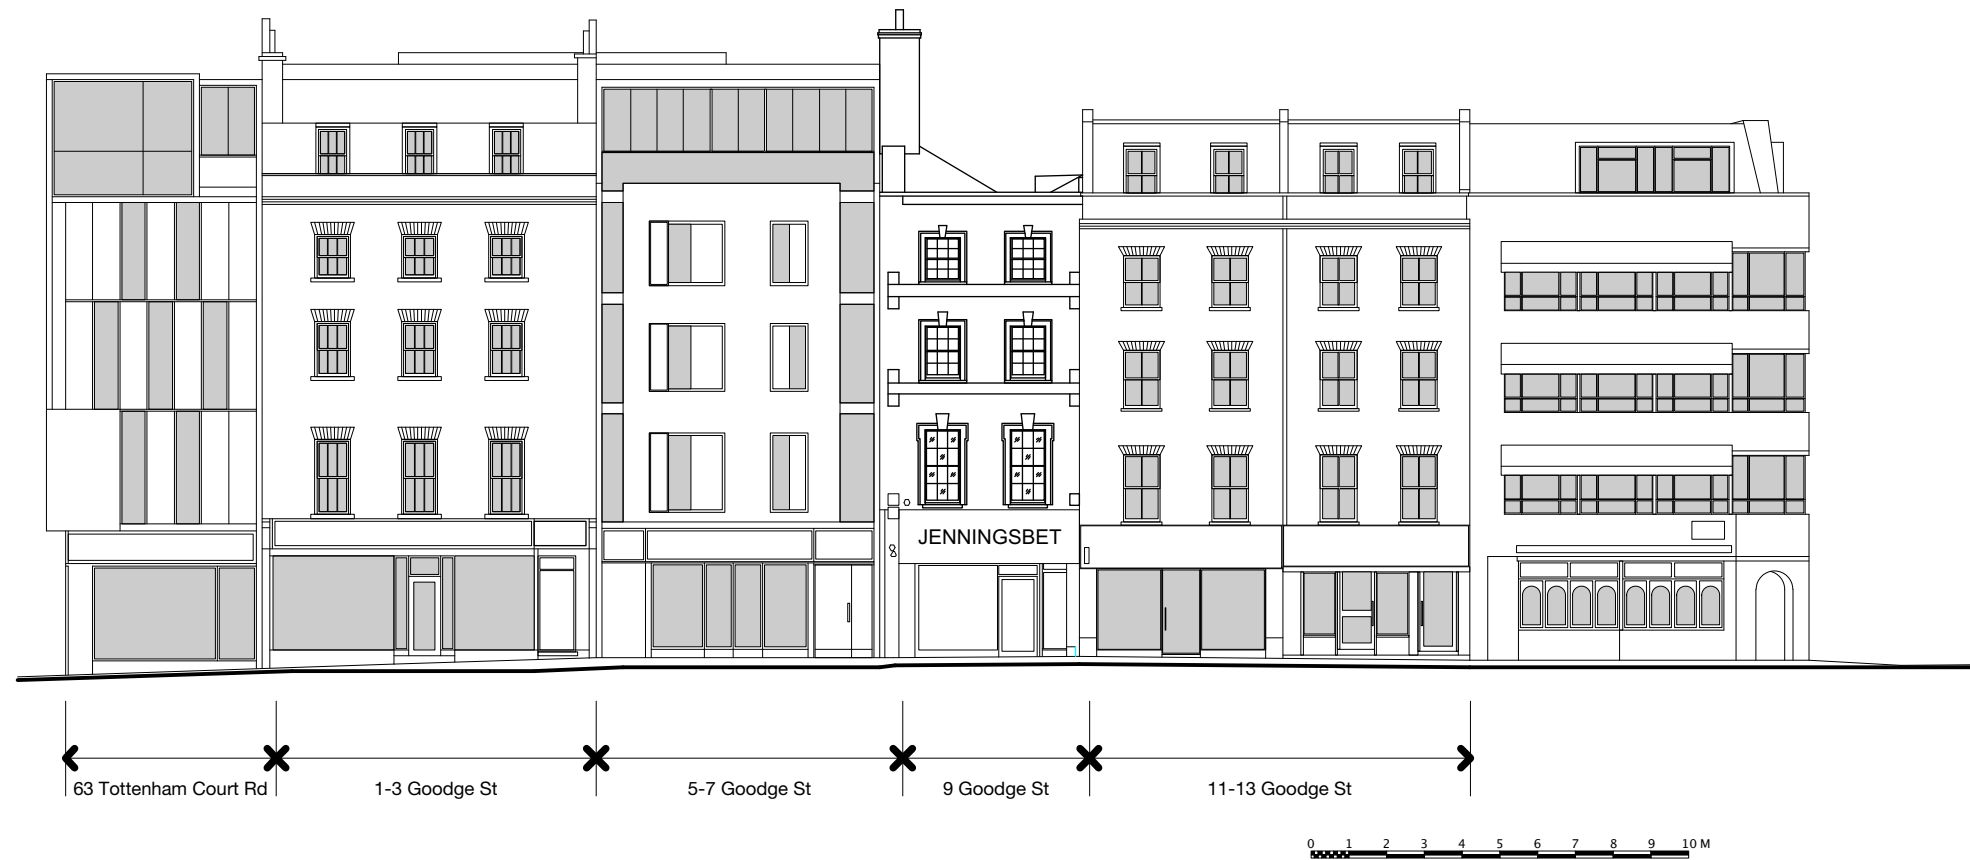 JENNINGSBET
63 Tottenham Court Rd
1-3 Goodge St
5-7 Goodge St
9 Goodge St
11-13 Goodge St
0 1 2 3 4 5 6 7 8 9 10 M